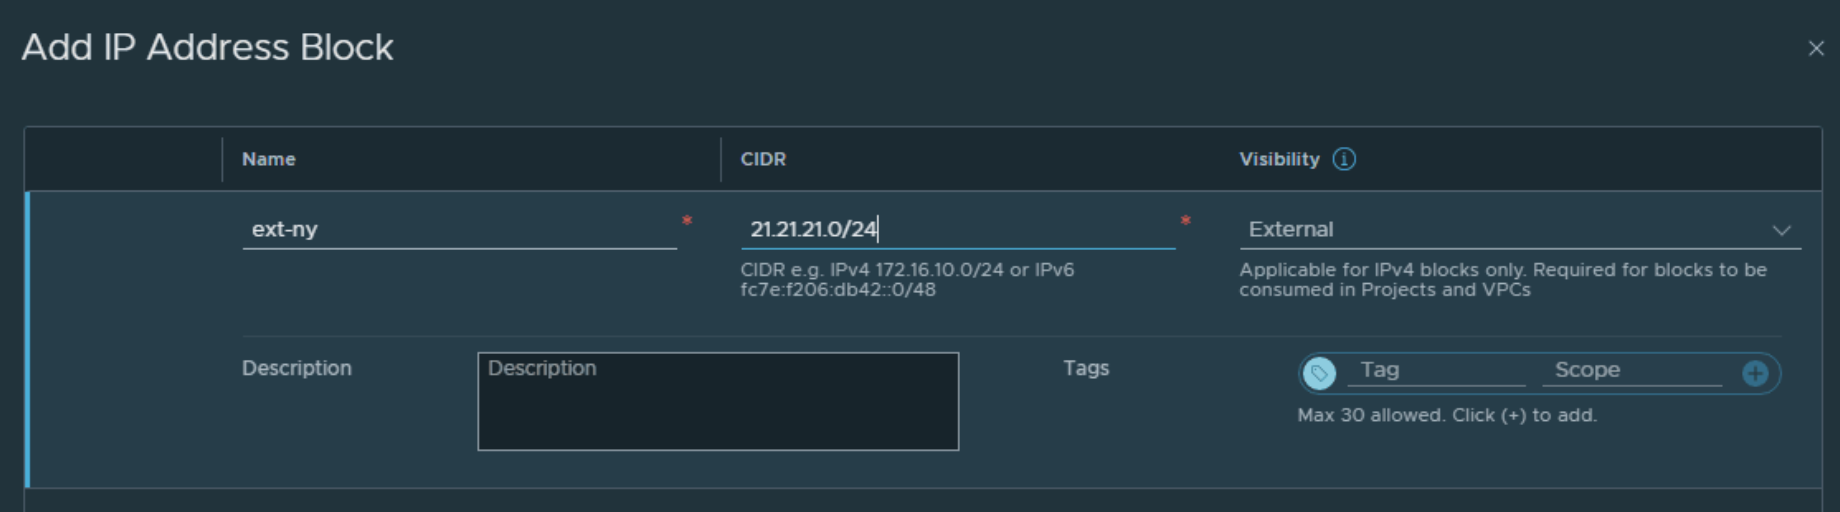 Add IP Address Block
Name
CIDR
Visibility
ext-ny *
21.21.21.0/24 *
External
CIDR e.g. IPv4 172.16.10.0/24 or IPv6
fc7e:f206:db42::0/48
Applicable for IPv4 blocks only. Required for blocks to be
consumed in Projects and VPCs
Description
Description
Tags
Tag
Scope
Max 30 allowed. Click (+) to add.